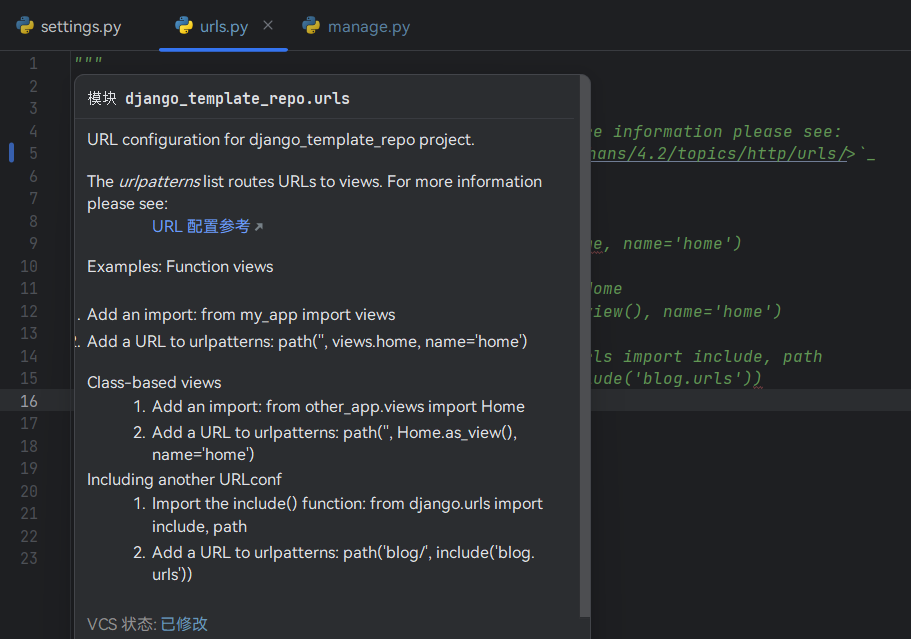 settings.py urls.py manage.py
1 """
2
3
4 e information please see:
5 hans/4.2/topics/http/urls/>`_
6
7
8
9 e, name='home')
10
11 Home
12 iew(), name='home')
13
14 rls import include, path
15 ude('blog.urls'))
16
17
18
19
20
21
22
23
模块 django_template_repo.urls
URL configuration for django_template_repo project.
The urlpatterns list routes URLs to views. For more information
please see:
URL 配置参考
Examples: Function views
. Add an import: from my_app import views
2. Add a URL to urlpatterns: path('', views.home, name='home')
Class-based views
1. Add an import: from other_app.views import Home
2. Add a URL to urlpatterns: path('', Home.as_view(),
name='home')
Including another URLconf
1. Import the include() function: from django.urls import
include, path
2. Add a URL to urlpatterns: path('blog/', include('blog.
urls'))
VCS 状态: 已修改